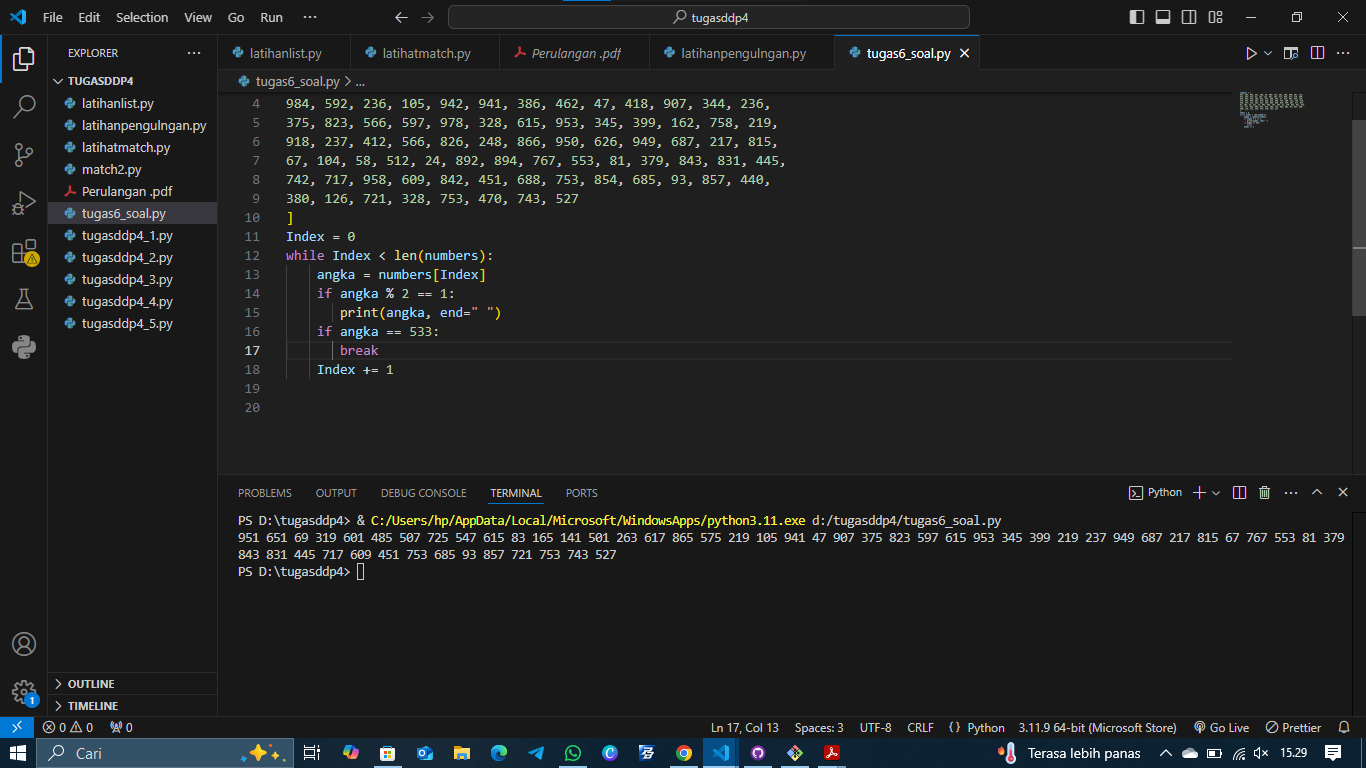 File Edit Selection View Go Run ···
tugasddp4
EXPLORER ···
TUGASDDP4
latihanlist.py
latihanpengulngan.py
latihatmatch.py
match2.py
Perulangan .pdf
tugas6_soal.py
tugasddp4_1.py
tugasddp4_2.py
tugasddp4_3.py
tugasddp4_4.py
tugasddp4_5.py
OUTLINE
TIMELINE
1
latihanlist.py latihatmatch.py Perulangan .pdf latihanpengulngan.py tugas6_soal.py
tugas6_soal.py > ...
4 984, 592, 236, 105, 942, 941, 386, 462, 47, 418, 907, 344, 236,
5 375, 823, 566, 597, 978, 328, 615, 953, 345, 399, 162, 758, 219,
6 918, 237, 412, 566, 826, 248, 866, 950, 626, 949, 687, 217, 815,
7 67, 104, 58, 512, 24, 892, 894, 767, 553, 81, 379, 843, 831, 445,
8 742, 717, 958, 609, 842, 451, 688, 753, 854, 685, 93, 857, 440,
9 380, 126, 721, 328, 753, 470, 743, 527
10 ]
11 Index = 0
12 while Index < len(numbers):
13 angka = numbers[Index]
14 if angka % 2 == 1:
15 print(angka, end=" ")
16 if angka == 533:
17 break
18 Index += 1
19
20
PROBLEMS OUTPUT DEBUG CONSOLE TERMINAL PORTS
Python
PS D:\tugasddp4> & C:/Users/hp/AppData/Local/Microsoft/WindowsApps/python3.11.exe d:/tugasddp4/tugas6_soal.py
951 651 69 319 601 485 507 725 547 615 83 165 141 501 263 617 865 575 219 105 941 47 907 375 823 597 615 953 345 399 219 237 949 687 217 815 67 767 553 81 379
843 831 445 717 609 451 753 685 93 857 721 753 743 527
PS D:\tugasddp4>
0 0 0 Ln 17, Col 13 Spaces: 3 UTF-8 CRLF { } Python 3.11.9 64-bit (Microsoft Store) Go Live Prettier
Cari Terasa lebih panas 15.29